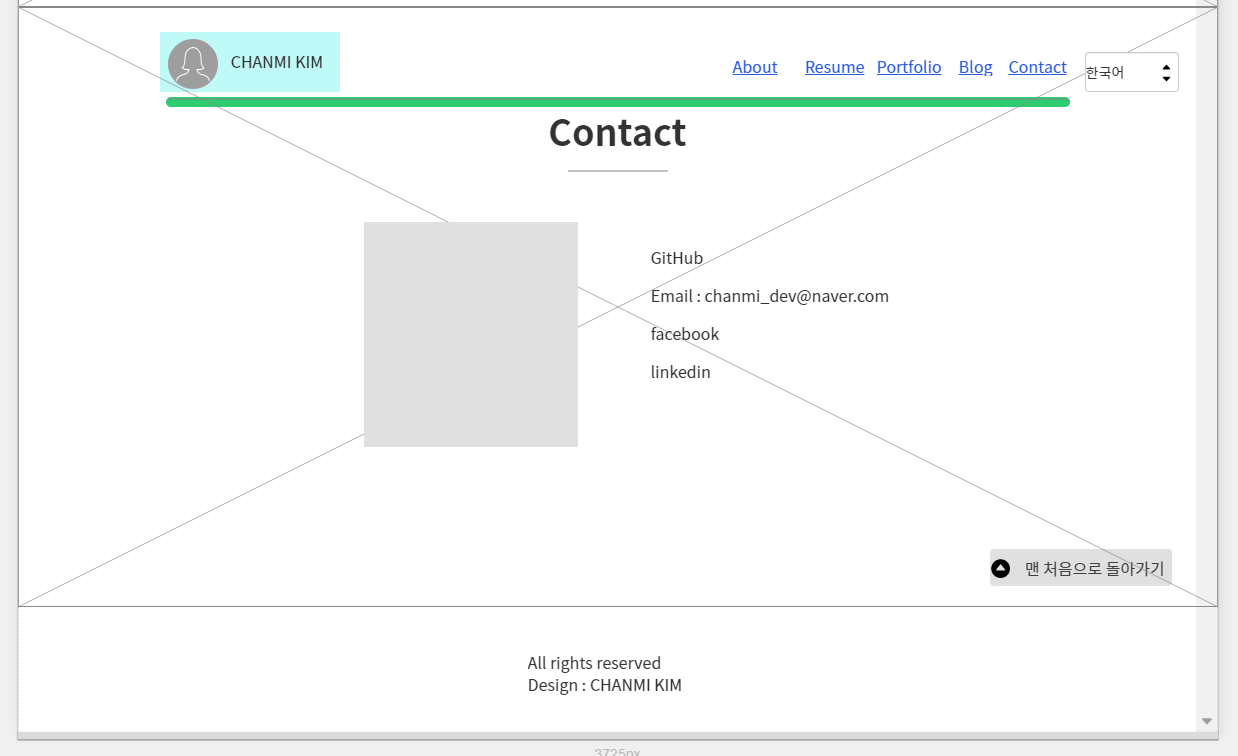 CHANMI KIM
About Resume Portfolio Blog Contact 한국어
Contact
GitHub
Email : chanmi_dev@naver.com
facebook
linkedin
맨 처음으로 돌아가기
All rights reserved
Design : CHANMI KIM
3725px